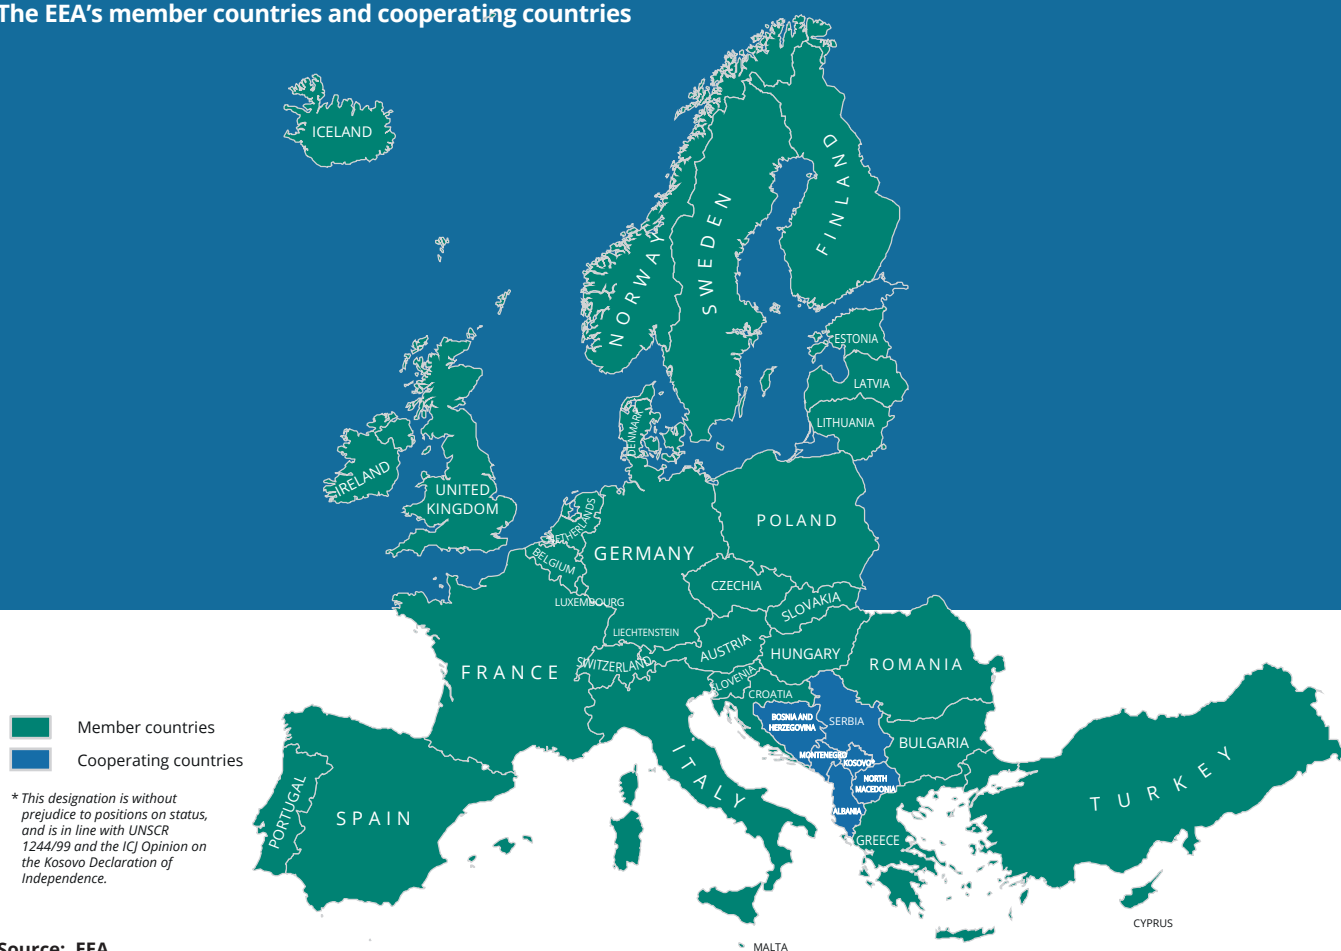 The EEA's member countries and cooperating countries
ICELAND
FINLAND
SWEDEN
NORWAY
ESTONIA
LATVIA
LITHUANIA
DENMARK
IRELAND
UNITED
KINGDOM
NETHERLANDS
BELGIUM
GERMANY
POLAND
LUXEMBOURG
CZECHIA
SLOVAKIA
LIECHTENSTEIN
FRANCE
SWITZERLAND
AUSTRIA
HUNGARY
ROMANIA
SLOVENIA
CROATIA
BOSNIA AND
HERZEGOVINA
SERBIA
BULGARIA
MONTENEGRO
KOSOVO*
NORTH
MACEDONIA
ALBANIA
ITALY
TURKEY
PORTUGAL
SPAIN
GREECE
CYPRUS
MALTA
Member countries
Cooperating countries
* This designation is without
prejudice to positions on status,
and is in line with UNSCR
1244/99 and the ICJ Opinion on
the Kosovo Declaration of
Independence.
Source: EEA